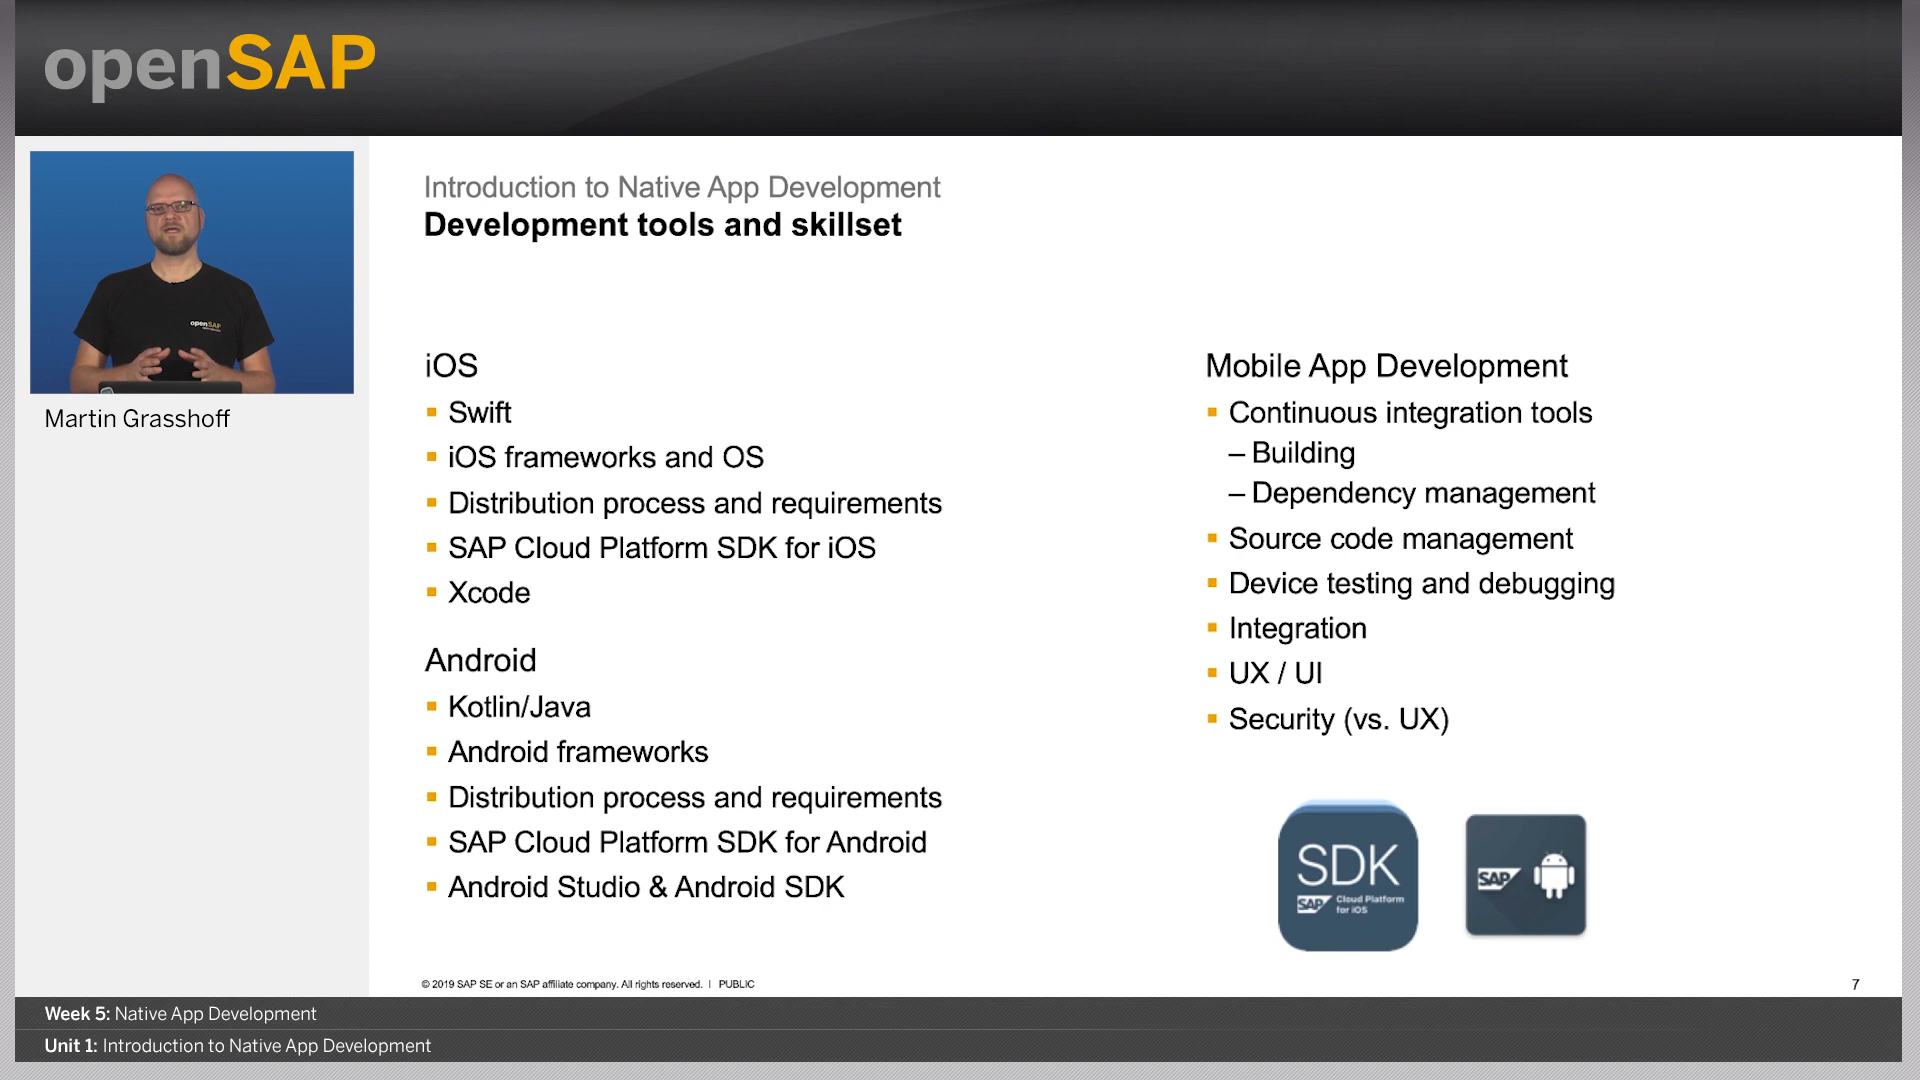 openSAP
openSAP
Martin Grasshoff
Introduction to Native App Development
Development tools and skillset
iOS
▪ Swift
▪ iOS frameworks and OS
▪ Distribution process and requirements
▪ SAP Cloud Platform SDK for iOS
▪ Xcode
Android
▪ Kotlin/Java
▪ Android frameworks
▪ Distribution process and requirements
▪ SAP Cloud Platform SDK for Android
▪ Android Studio & Android SDK
Mobile App Development
▪ Continuous integration tools
– Building
– Dependency management
▪ Source code management
▪ Device testing and debugging
▪ Integration
▪ UX / UI
▪ Security (vs. UX)
SDK
SAP Cloud Platform
for iOS
SAP
© 2019 SAP SE or an SAP affiliate company. All rights reserved. | PUBLIC
7
Week 5: Native App Development
Unit 1: Introduction to Native App Development